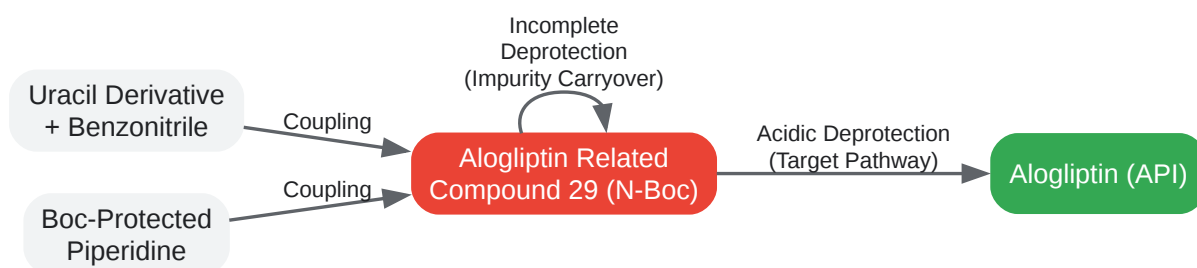 Incomplete
Deprotection
(Impurity Carryover)
Uracil Derivative
+ Benzonitrile
Coupling
Alogliptin Related
Compound 29 (N-Boc)
Acidic Deprotection
(Target Pathway)
Alogliptin (API)
Coupling
Boc-Protected
Piperidine